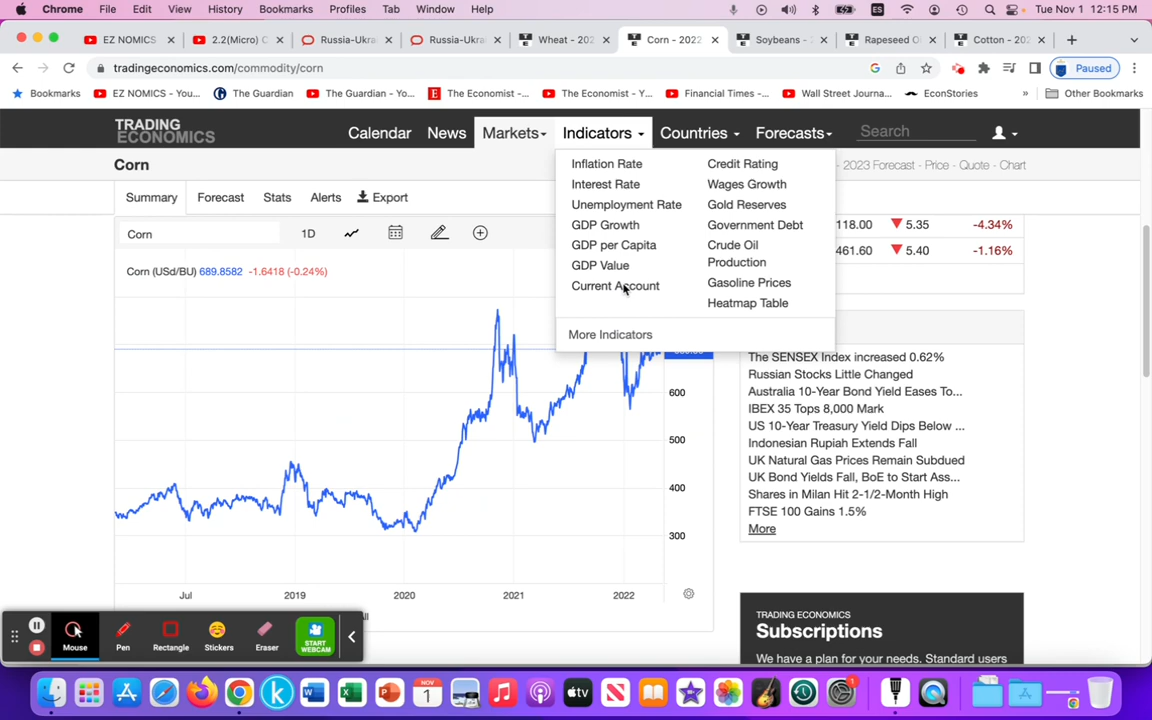 Chrome File Edit View History Bookmarks Profiles Tab Window Help ES Tue Nov 1 12:15 PM
EZ NOMICS 2.2(Micro) C Russia-Ukra Russia-Ukra Wheat - 202 Corn - 2022 Soybeans - 2 Rapeseed O Cotton - 202
tradingeconomics.com/commodity/corn Paused
Bookmarks EZ NOMICS - You... The Guardian The Guardian - Yo... The Economist -... The Economist - Y... Financial Times -... Wall Street Journa... EconStories » Other Bookmarks
TRADING
ECONOMICS
Calendar News Markets Indicators Countries Forecasts Search
Corn
2023 Forecast - Price - Quote - Chart
Summary Forecast Stats Alerts Export
Inflation Rate
Interest Rate
Unemployment Rate
GDP Growth
GDP per Capita
GDP Value
Current Account
Credit Rating
Wages Growth
Gold Reserves
Government Debt
Crude Oil
Production
Gasoline Prices
Heatmap Table
More Indicators
118.00 5.35 -4.34%
461.60 5.40 -1.16%
Corn 1D
Corn (USd/BU) 689.8582 -1.6418 (-0.24%)
600
500
400
300
Jul 2019 2020 2021 2022
The SENSEX Index increased 0.62%
Russian Stocks Little Changed
Australia 10-Year Bond Yield Eases To...
IBEX 35 Tops 8,000 Mark
US 10-Year Treasury Yield Dips Below ...
Indonesian Rupiah Extends Fall
UK Natural Gas Prices Remain Subdued
UK Bond Yields Fall, BoE to Start Ass...
Shares in Milan Hit 2-1/2-Month High
FTSE 100 Gains 1.5%
More
TRADING ECONOMICS
Subscriptions
We have a plan for your needs. Standard users
Mouse Pen Rectangle Stickers Eraser START
WEBCAM
NOV
1
tv
1